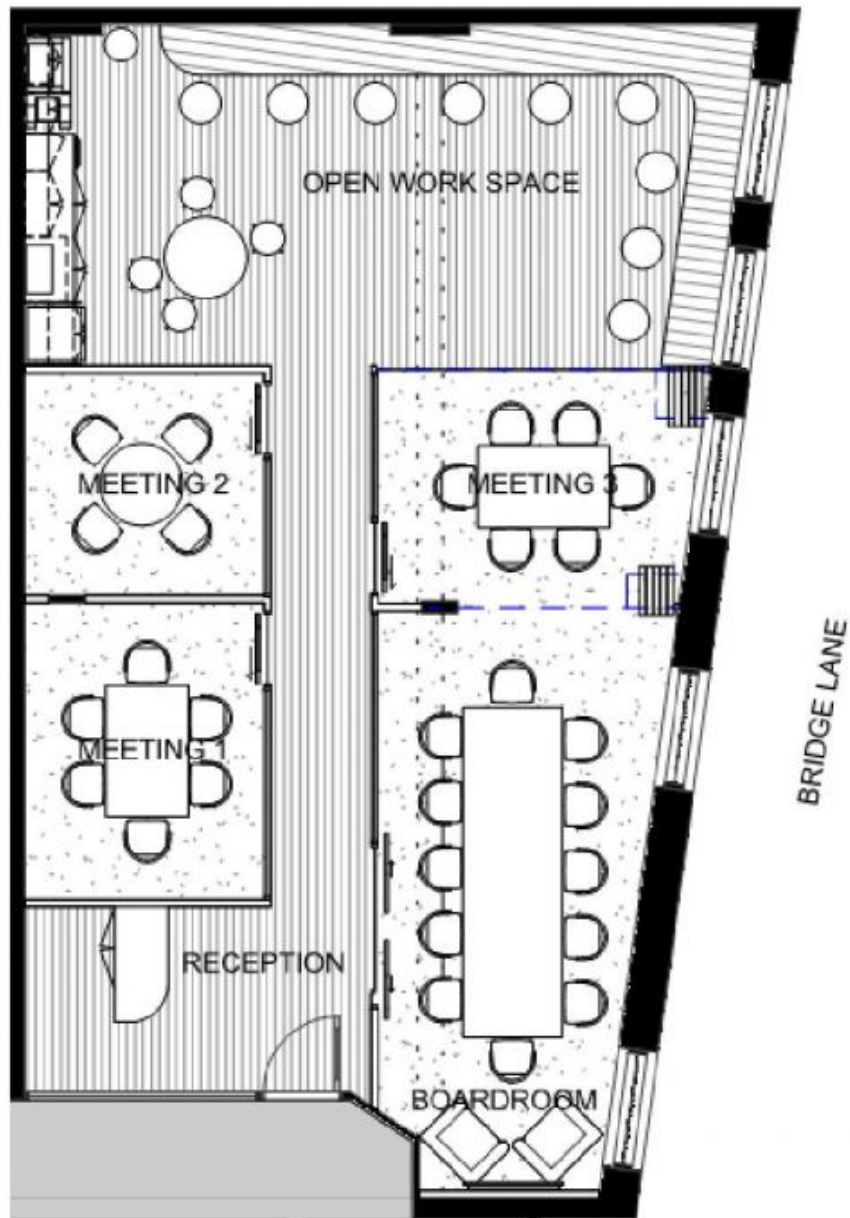 OPEN WORK SPACE
MEETING 2
MEETING 3
MEETING 1
BRIDGE LANE
RECEPTION
BOARDROOM